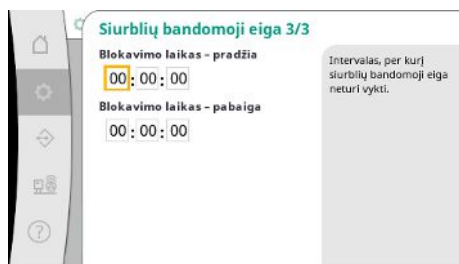 Siurblių bandomoji eiga 3/3
Blokavimo laikas – pradžia
00:00:00
Blokavimo laikas – pabaiga
00:00:00
Intervalas, per kurį
siurblių bandomoji eiga
neturi vykti.
?